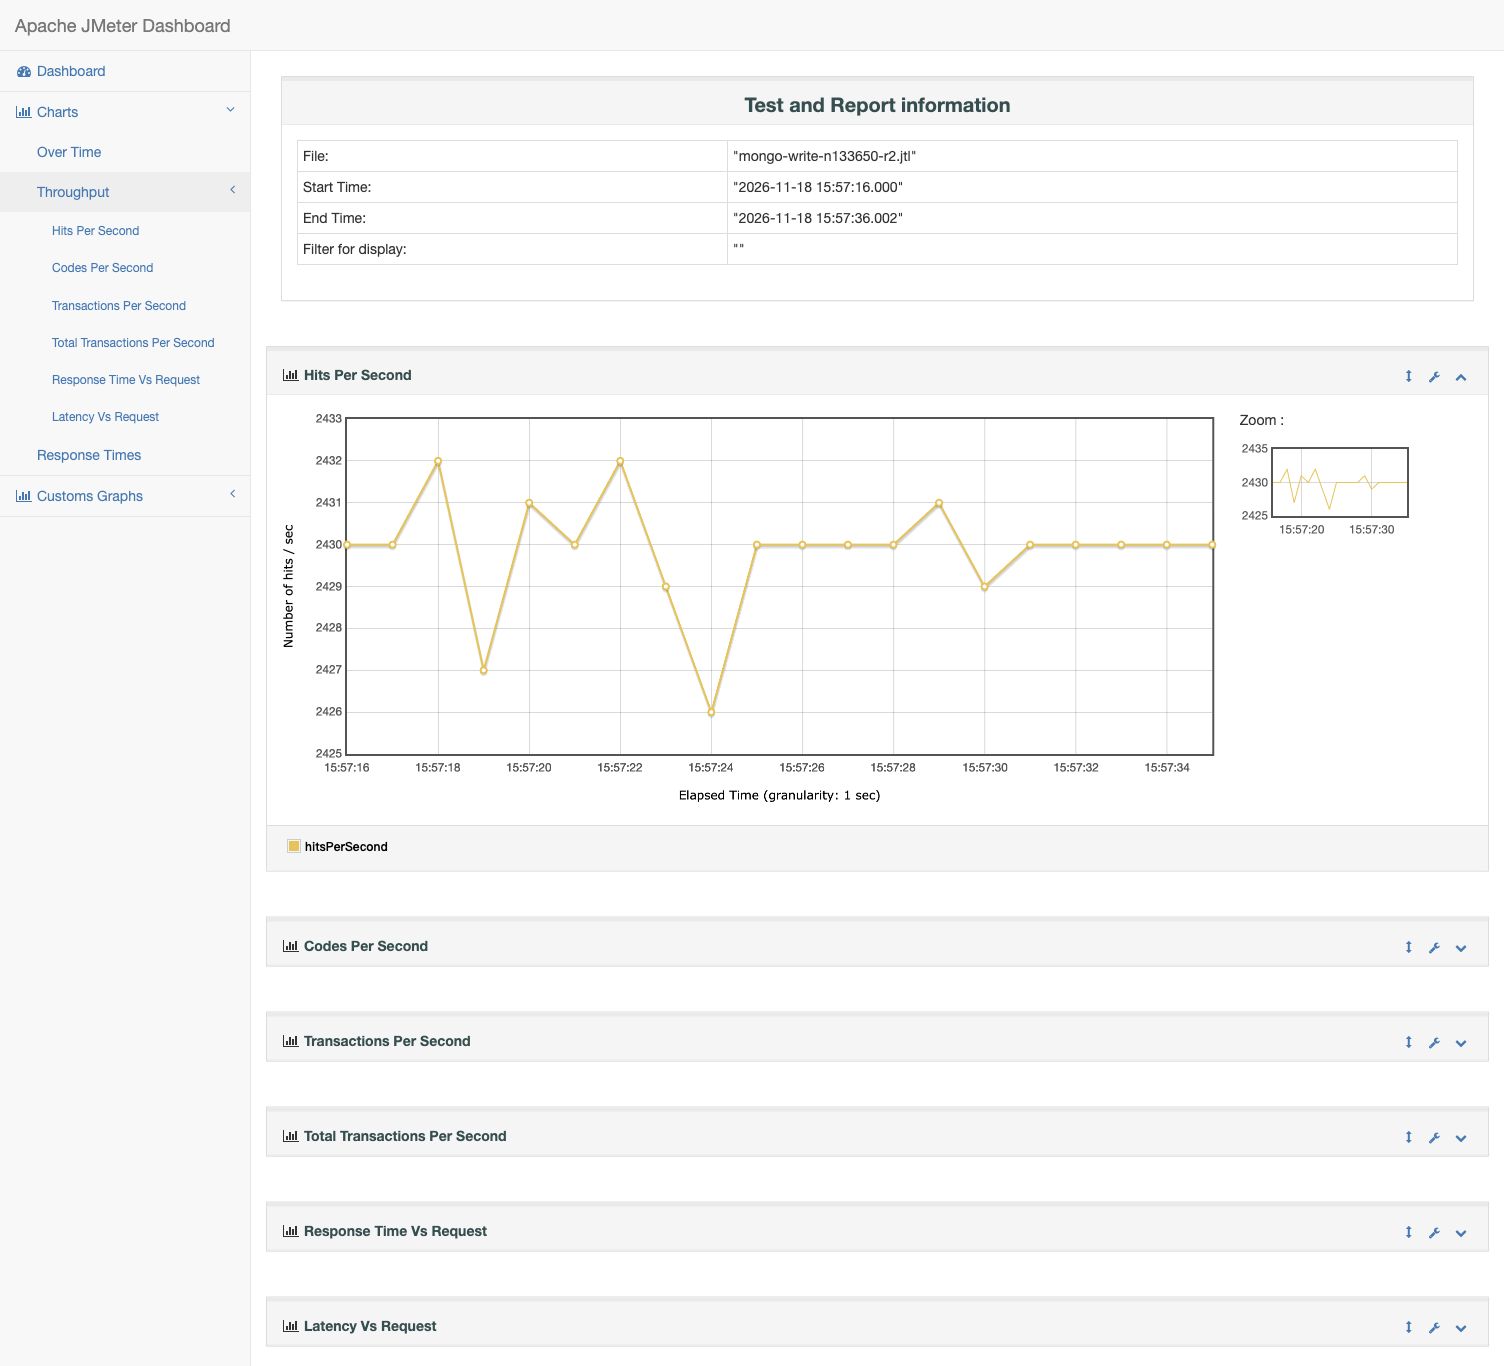 Apache JMeter Dashboard
Dashboard
Charts
Over Time
Throughput
Hits Per Second
Codes Per Second
Transactions Per Second
Total Transactions Per Second
Response Time Vs Request
Latency Vs Request
Response Times
Customs Graphs
Test and Report information
File: "mongo-write-n133650-r2.jtl"
Start Time: "2026-11-18 15:57:16.000"
End Time: "2026-11-18 15:57:36.002"
Filter for display: ""
Hits Per Second
2433
2432
2431
2430
2429
2428
2427
2426
2425
Number of hits / sec
15:57:16 15:57:18 15:57:20 15:57:22 15:57:24 15:57:26 15:57:28 15:57:30 15:57:32 15:57:34
Elapsed Time (granularity: 1 sec)
Zoom :
2435
2430
2425
15:57:20 15:57:30
hitsPerSecond
Codes Per Second
Transactions Per Second
Total Transactions Per Second
Response Time Vs Request
Latency Vs Request